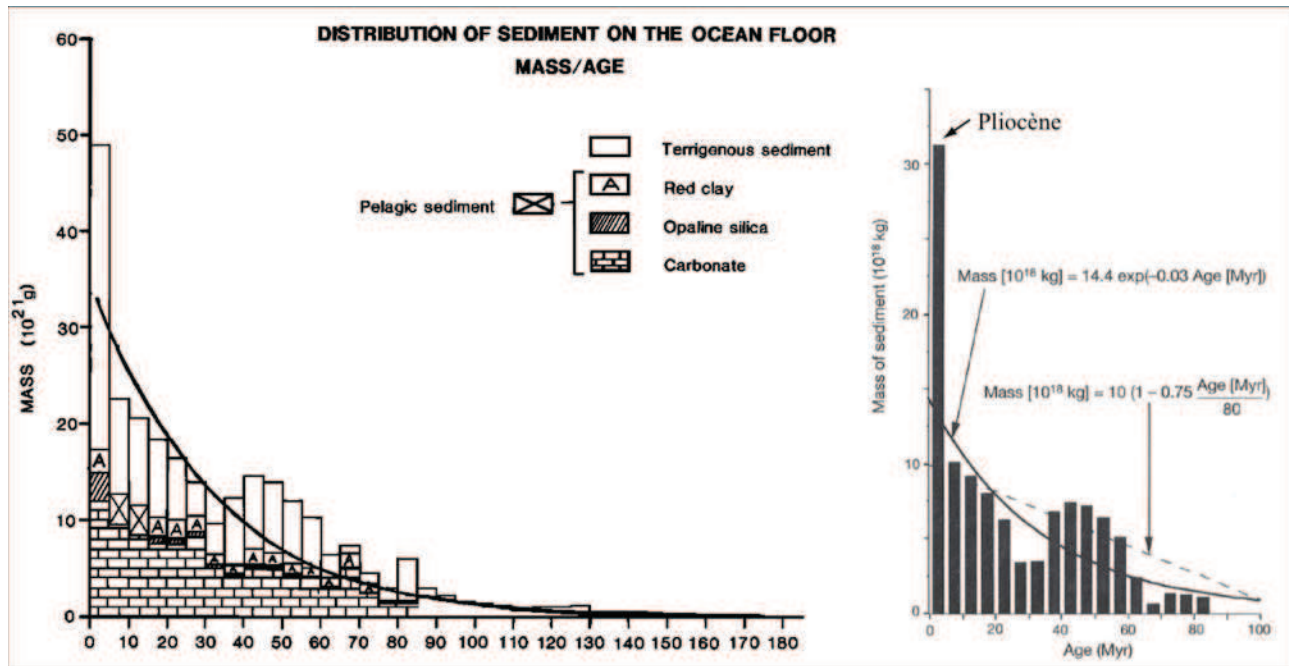 DISTRIBUTION OF SEDIMENT ON THE OCEAN FLOOR
MASS/AGE
60
50
40
30
20
10
0
MASS (10²¹g)
Terrigenous sediment
A Red clay
Pelagic sediment
Opaline silica
Carbonate
A A A A A A A A A A A A
0 10 20 30 40 50 60 70 80 90 100 110 120 130 140 150 160 170 180
Pliocène
30
20
10
0
Mass of sediment (10¹⁸ kg)
Mass [10¹⁸ kg] = 14.4 exp(–0.03 Age [Myr])
Mass [10¹⁸ kg] = 10 (1 – 0.75 Age [Myr])
80
0 20 40 60 80 100
Age (Myr)